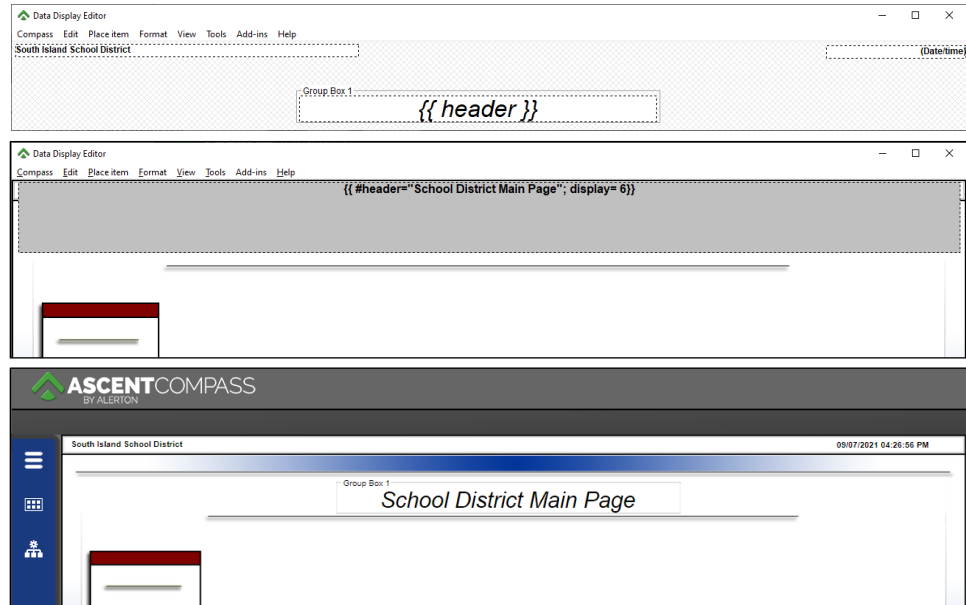 Data Display Editor
Compass Edit Place item Format View Tools Add-ins Help
South Island School District
(Date/time)
Group Box 1
{{ header }}
Data Display Editor
Compass Edit Place item Format View Tools Add-ins Help
{{ #header="School District Main Page"; display= 6}}
ASCENTCOMPASS
BY ALERTON
South Island School District
09/07/2021 04:26:56 PM
Group Box 1
School District Main Page